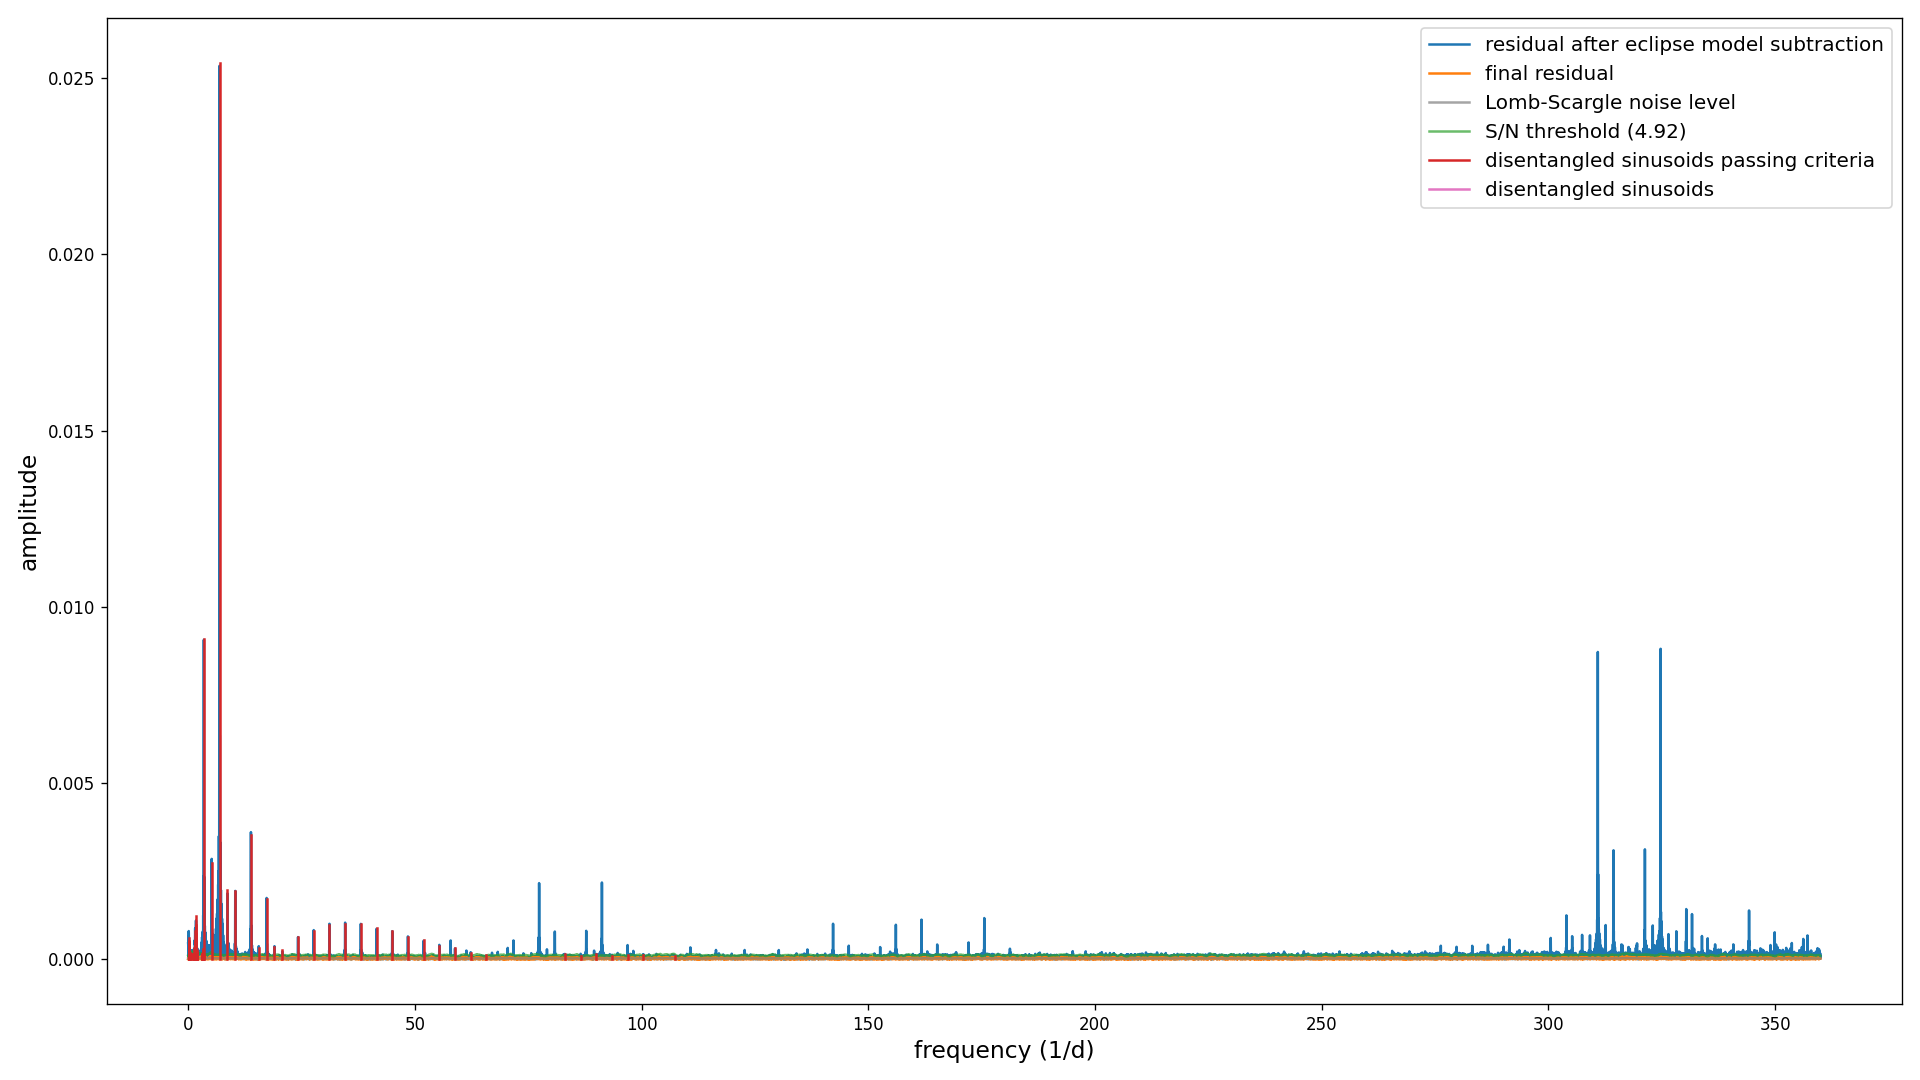 residual after eclipse model subtraction
final residual
Lomb-Scargle noise level
S/N threshold (4.92)
disentangled sinusoids passing criteria
disentangled sinusoids
amplitude
0.025
0.020
0.015
0.010
0.005
0.000
0 50 100 150 200 250 300 350
frequency (1/d)